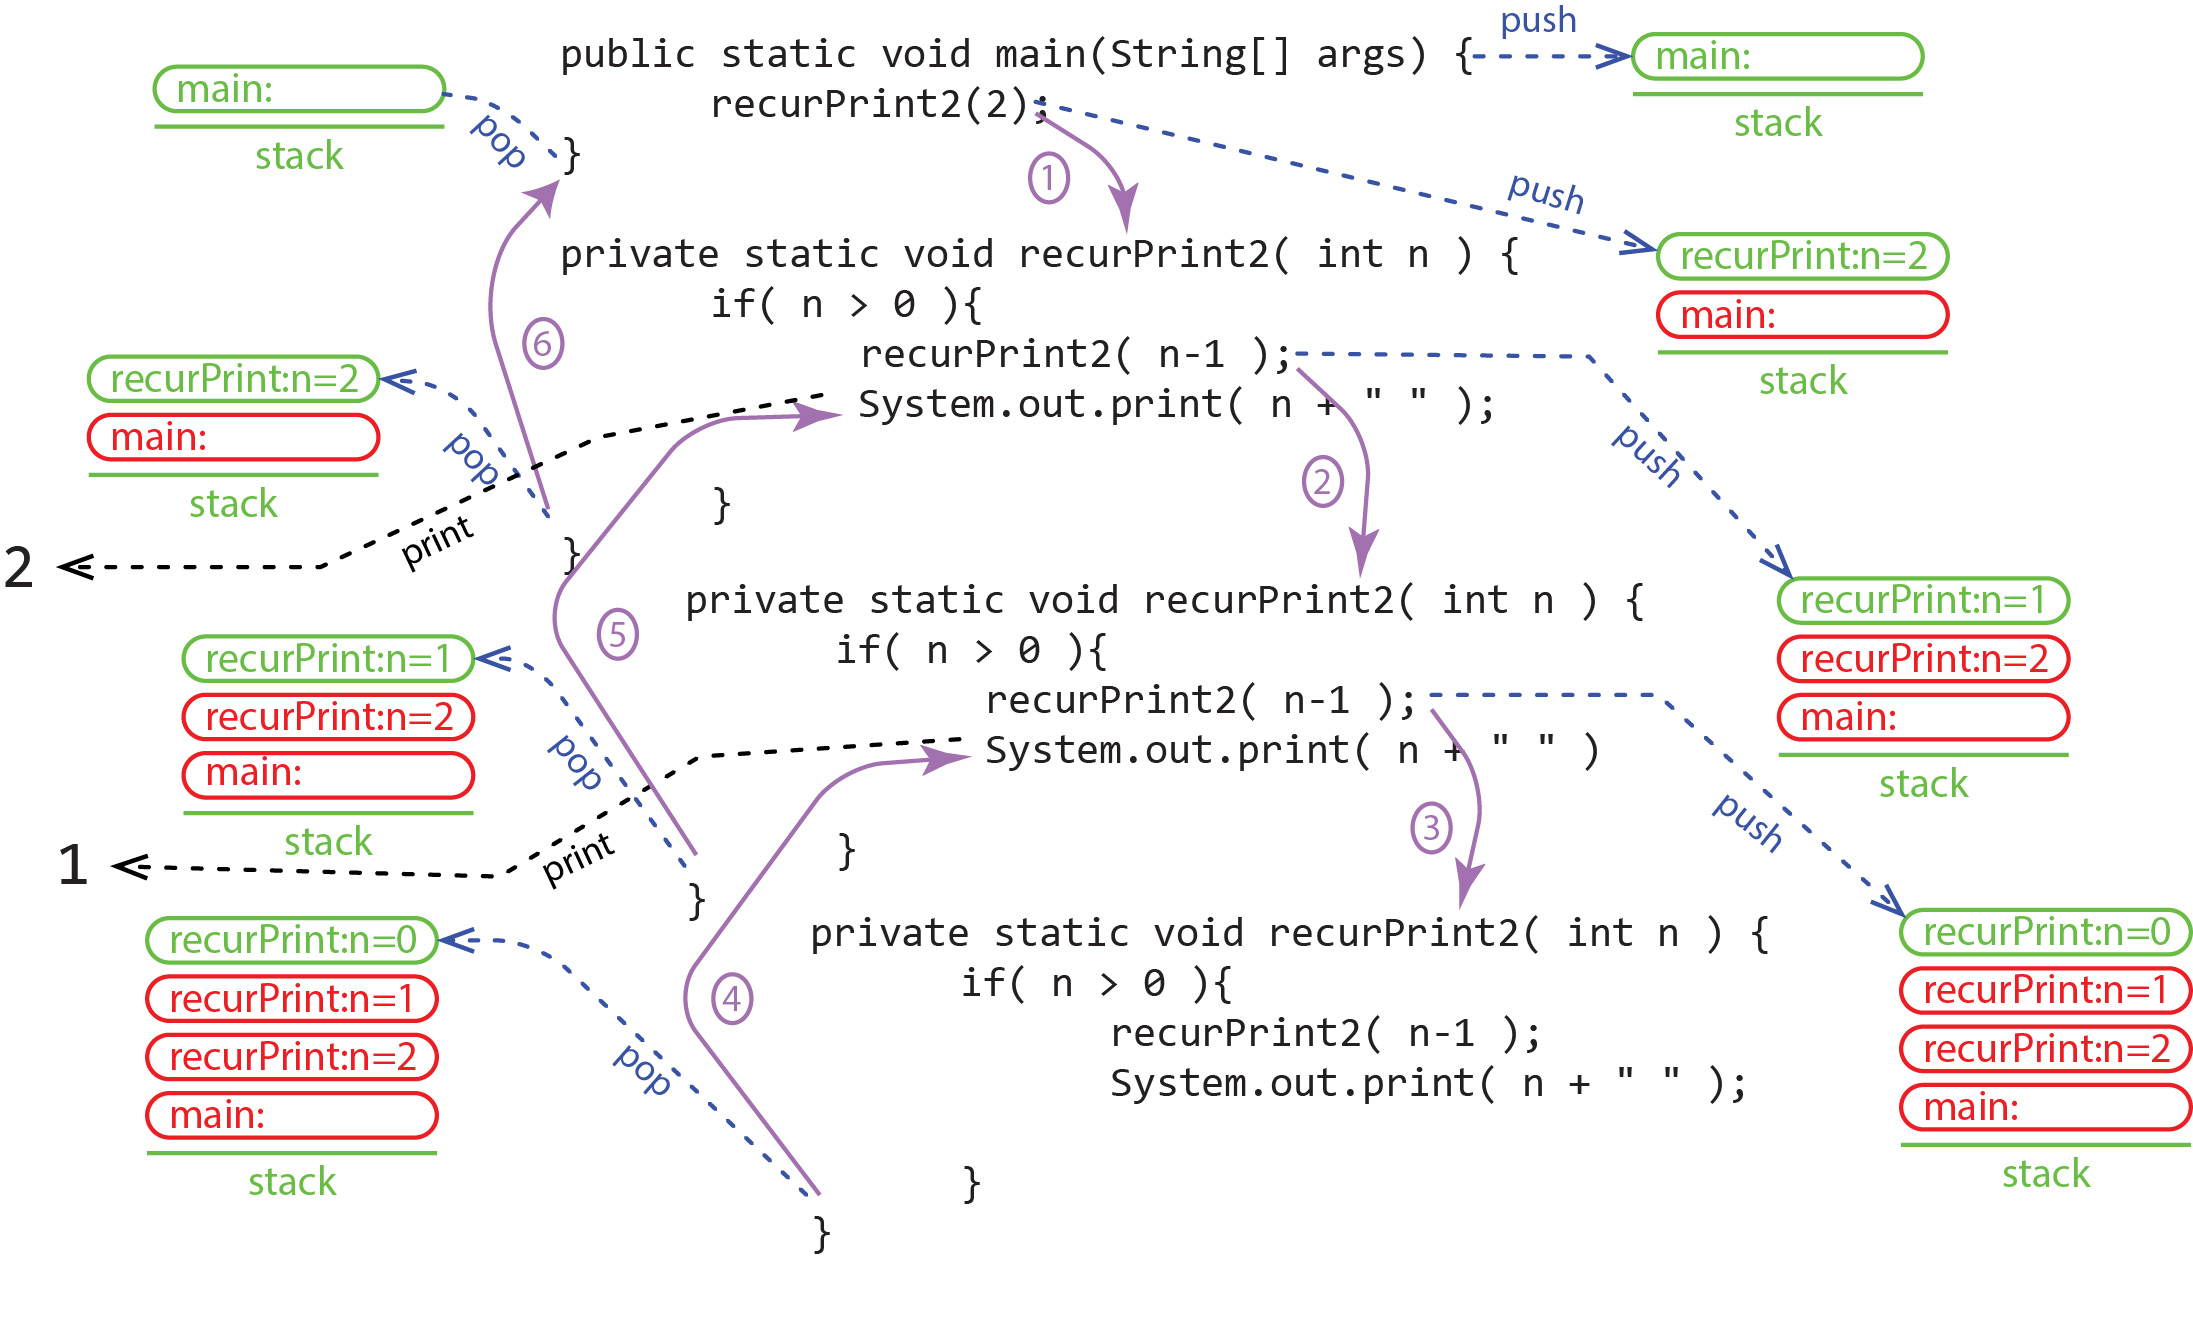 push
public static void main(String[] args) {
main:
main:
recurPrint2(2);
stack
pop
}
stack
1
push
private static void recurPrint2( int n ) {
recurPrint:n=2
if( n > 0 ){
main:
6
recurPrint2( n-1 );
recurPrint:n=2
stack
System.out.print( n + " " );
main:
pop
push
2
stack
}
print
2
}
private static void recurPrint2( int n ) {
recurPrint:n=1
5
if( n > 0 ){
recurPrint:n=1
recurPrint:n=2
recurPrint2( n-1 );
recurPrint:n=2
main:
System.out.print( n + " " )
main:
pop
stack
push
3
stack
print
1
}
}
private static void recurPrint2( int n ) {
recurPrint:n=0
recurPrint:n=0
if( n > 0 ){
recurPrint:n=1
recurPrint:n=1
4
recurPrint2( n-1 );
recurPrint:n=2
recurPrint:n=2
pop
System.out.print( n + " " );
main:
main:
stack
stack
}
}